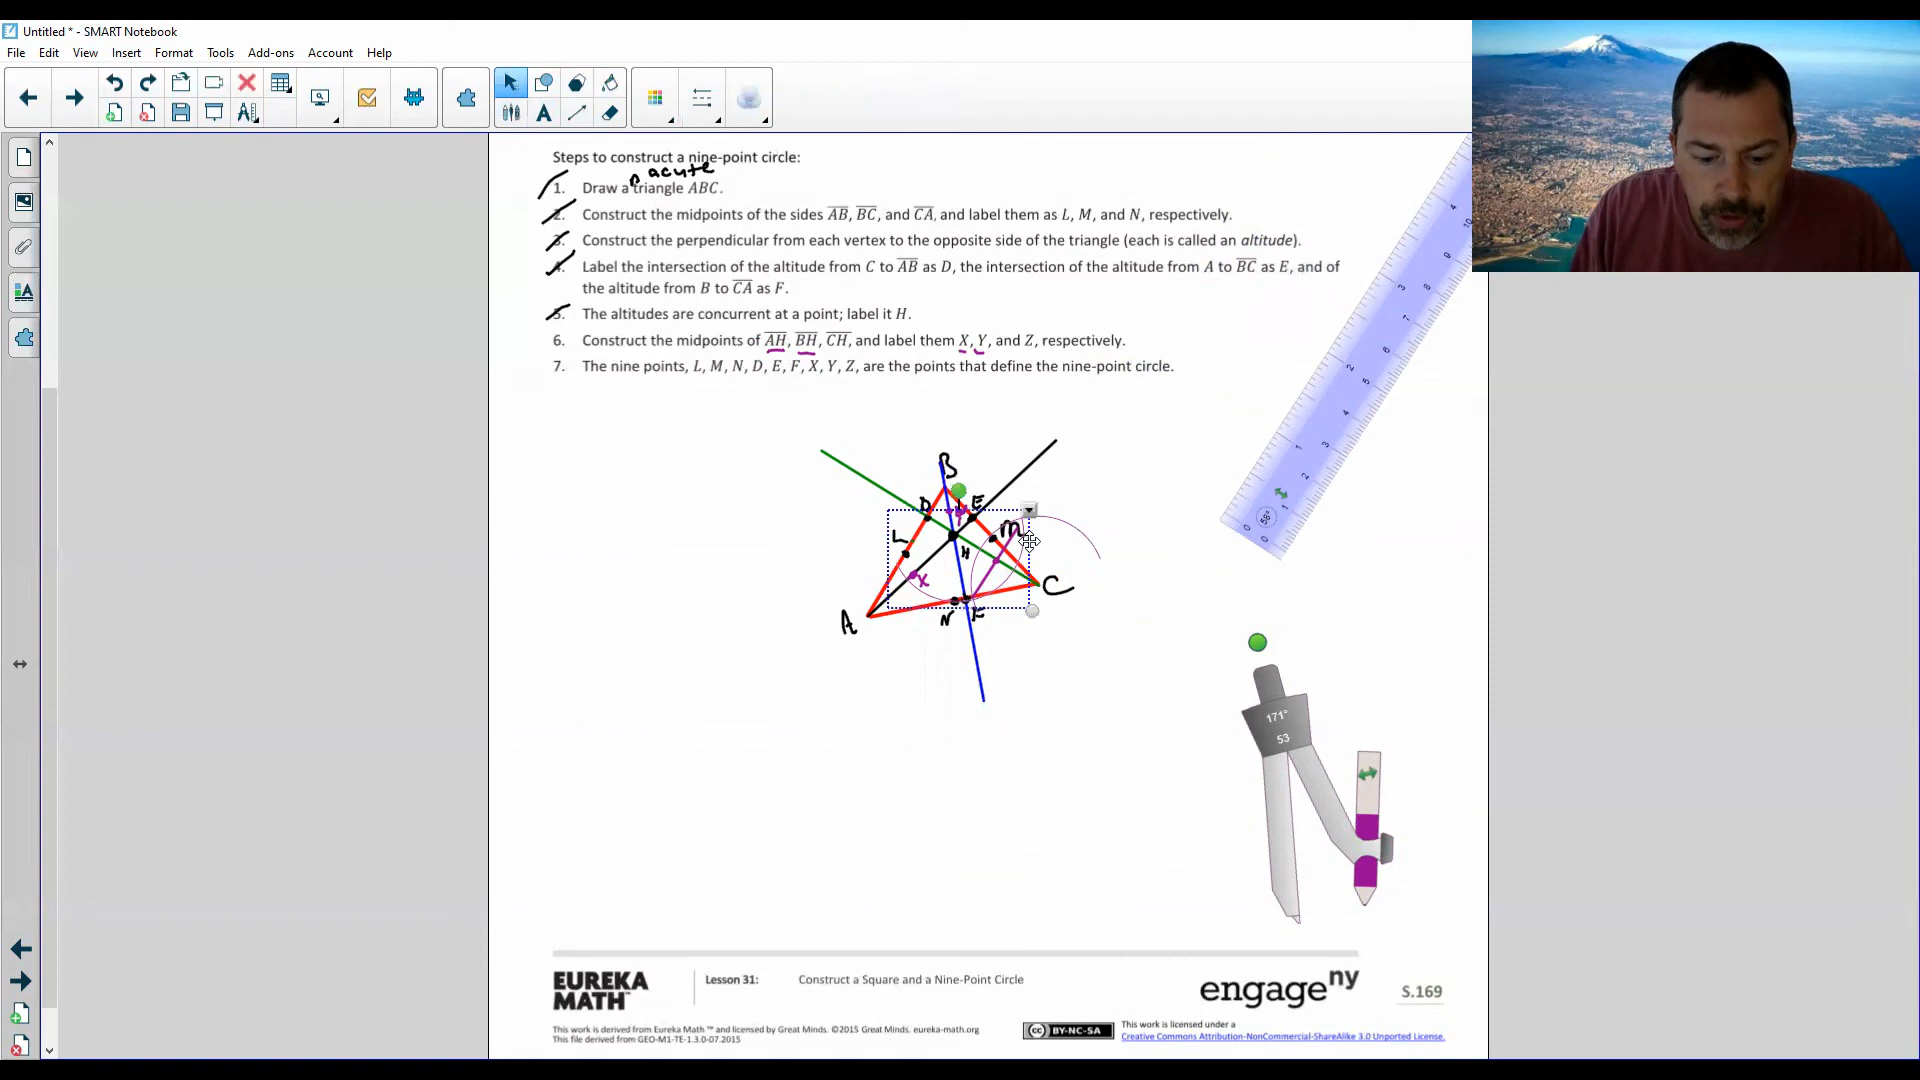 Untitled * - SMART Notebook
File Edit View Insert Format Tools Add-ons Account Help
Steps to construct a nine-point circle:
acute
1. Draw a triangle ABC.
2. Construct the midpoints of the sides AB, BC, and CA, and label them as L, M, and N, respectively.
3. Construct the perpendicular from each vertex to the opposite side of the triangle (each is called an altitude).
4. Label the intersection of the altitude from C to AB as D, the intersection of the altitude from A to BC as E, and of
the altitude from B to CA as F.
5. The altitudes are concurrent at a point; label it H.
6. Construct the midpoints of AH, BH, CH, and label them X, Y, and Z, respectively.
7. The nine points, L, M, N, D, E, F, X, Y, Z, are the points that define the nine-point circle.
B
D E
Y
L M
H
X
C
A N F
58°
171°
53
EUREKA
MATH™
Lesson 31: Construct a Square and a Nine-Point Circle
engageny
S.169
This work is derived from Eureka Math ™ and licensed by Great Minds. ©2015 Great Minds. eureka-math.org
This file derived from GEO-M1-TE-1.3.0-07.2015
CC BY-NC-SA
This work is licensed under a
Creative Commons Attribution-NonCommercial-ShareAlike 3.0 Unported License.